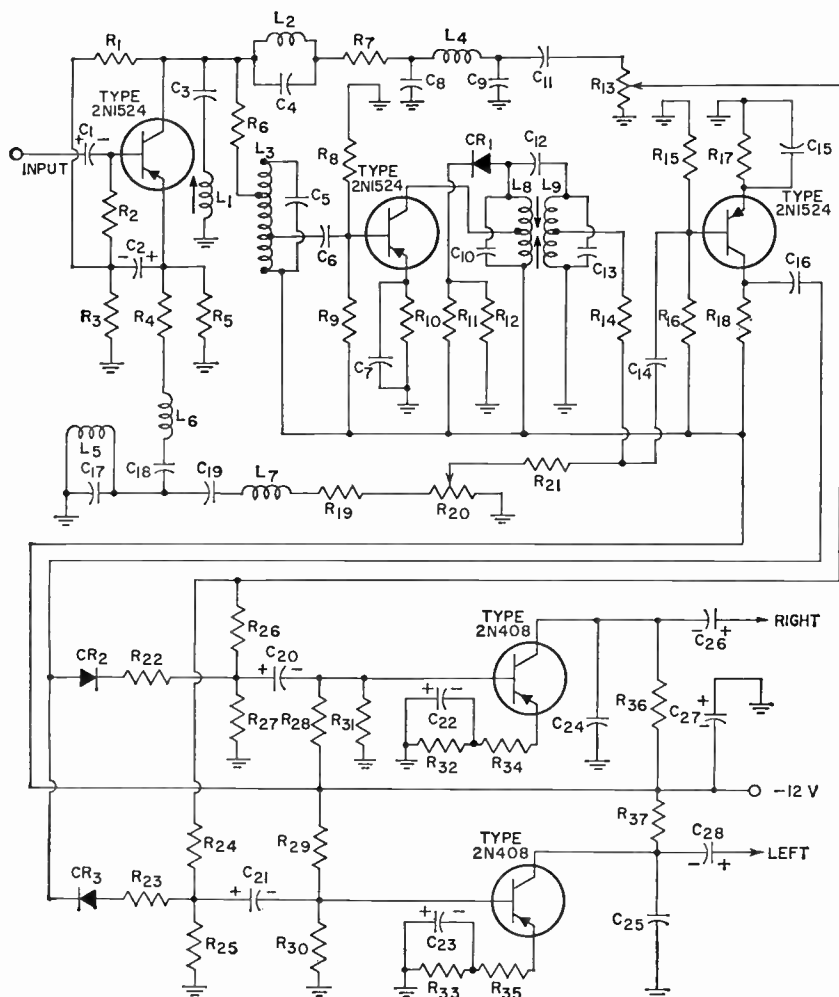 L2
R1
R7
L4
C11
C3
C4
C8
C9
R13
TYPE
2N1524
C1
R6
R8
CR1
C12
R15
R17
C15
INPUT
L3
TYPE
2N1524
L8
L9
TYPE
2N1524
R2
L1
C5
C2
C6
C10
C13
C16
R3
R4
R5
R9
R10
R11
R12
R14
R16
R18
C7
C14
L6
L5
C17
C18
C19
L7
R21
R19
R20
TYPE
2N408
R26
C26
RIGHT
CR2
R22
C20
R27
R28
R31
C22
C24
R36
C27
R32
R34
-12 V
R24
R29
TYPE
2N408
R37
C28
LEFT
CR3
R23
C21
R25
R30
C23
C25
R33
R35